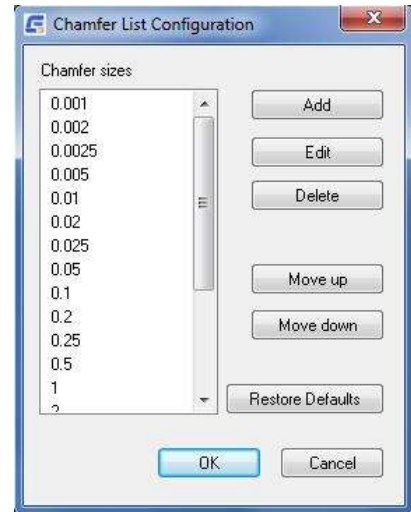 Chamfer List Configuration
Chamfer sizes
0.001
0.002
0.0025
0.005
0.01
0.02
0.025
0.05
0.1
0.2
0.25
0.5
1
Add
Edit
Delete
Move up
Move down
Restore Defaults
OK
Cancel